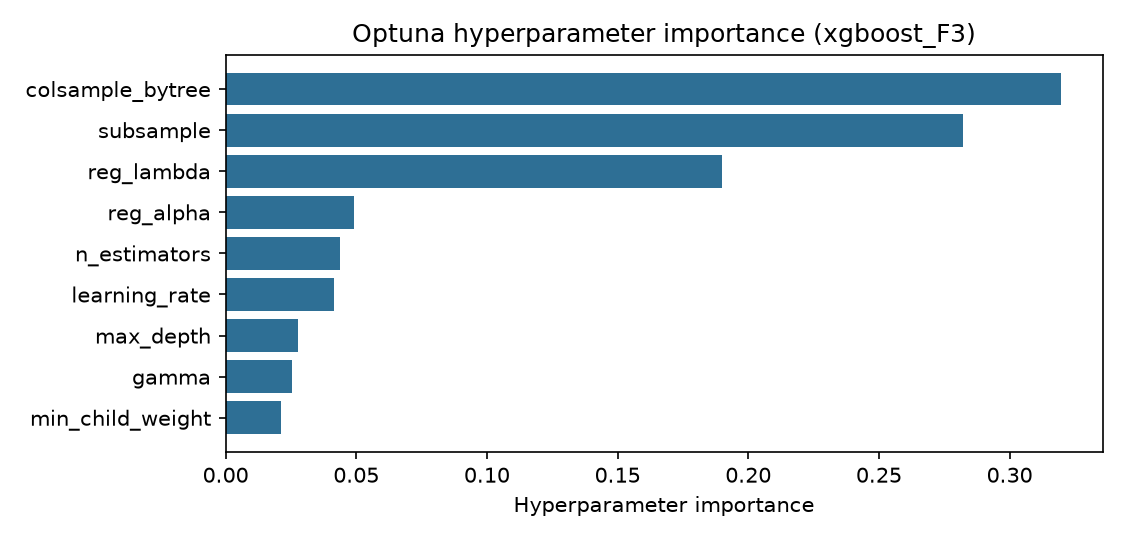 Optuna hyperparameter importance (xgboost_F3)
colsample_bytree
subsample
reg_lambda
reg_alpha
n_estimators
learning_rate
max_depth
gamma
min_child_weight
0.00 0.05 0.10 0.15 0.20 0.25 0.30
Hyperparameter importance